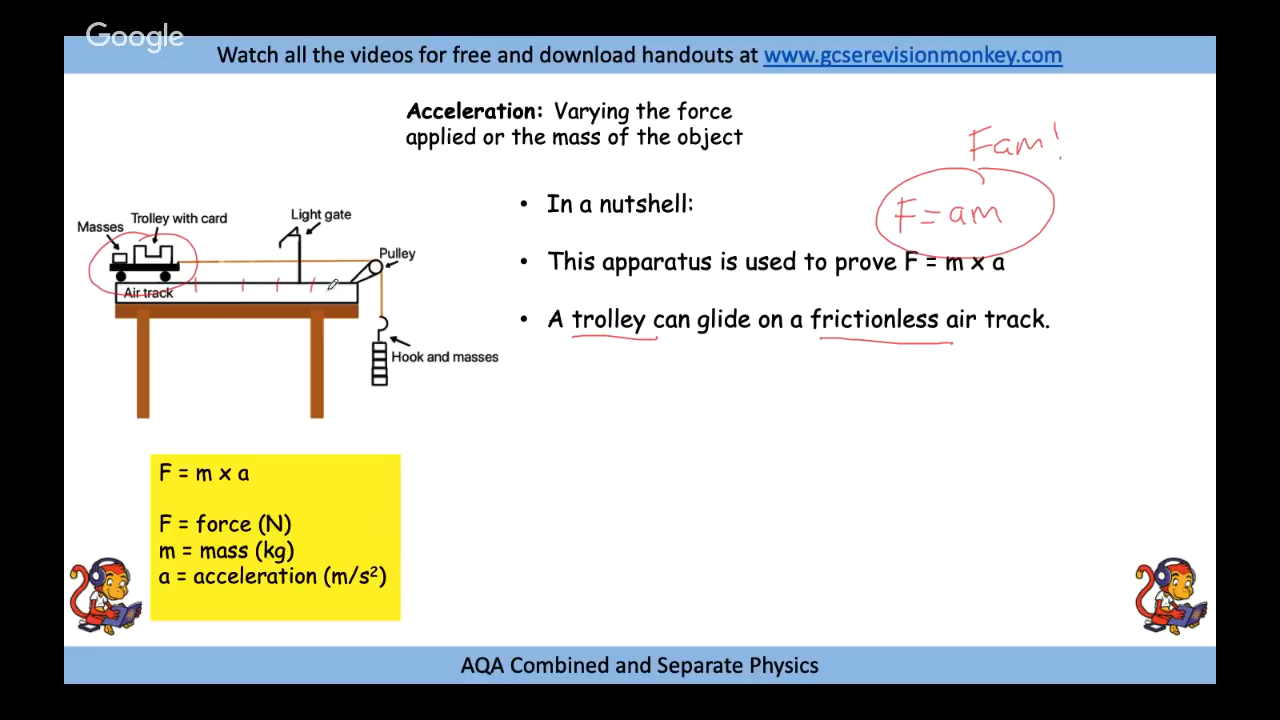 Google
Watch all the videos for free and download handouts at www.gcserevisionmonkey.com
Acceleration: Varying the force
applied or the mass of the object
Fam!
• In a nutshell:
F = am
• This apparatus is used to prove F = m x a
• A trolley can glide on a frictionless air track.
Masses
Trolley with card
Light gate
Pulley
Air track
Hook and masses
F = m x a
F = force (N)
m = mass (kg)
a = acceleration (m/s²)
AQA Combined and Separate Physics